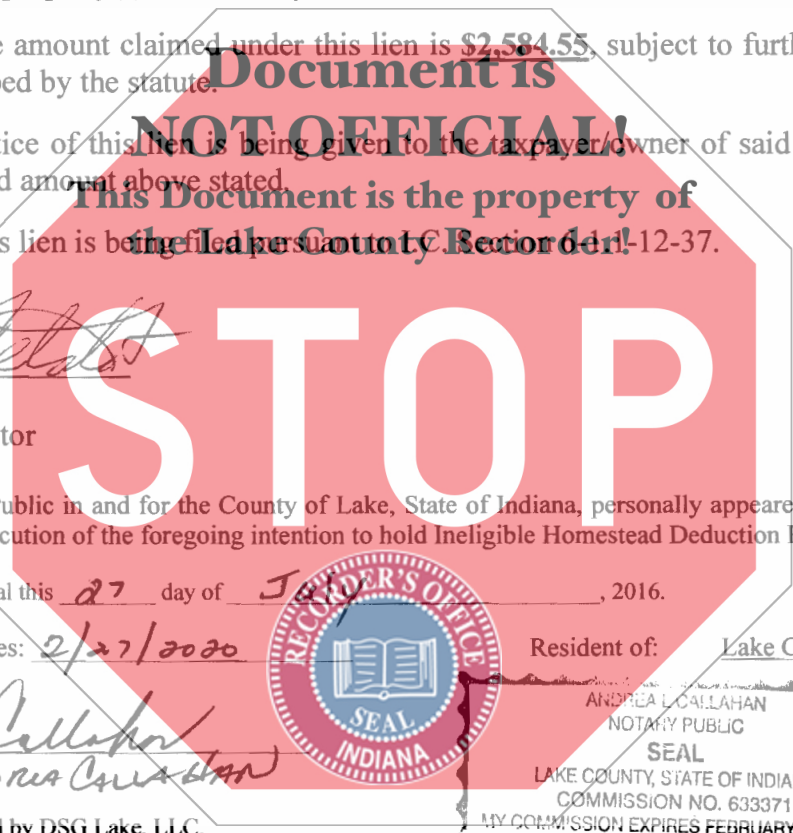 e amount claimed under this lien is $2,584.55, subject to furth
bed by the statute.
Document is
NOT OFFICIAL!
tice of this lien is being given to the taxpayer/owner of said
d amount above stated.
This Document is the property of
the Lake County Recorder!
s lien is being filed pursuant to I.C. Section 6-1.1-12-37.
STOP
tor
Public in and for the County of Lake, State of Indiana, personally appeare
cution of the foregoing intention to hold Ineligible Homestead Deduction
al this 27 day of July, 2016.
es: 2/27/2020 Resident of: Lake C
RECORDER'S OFFICE
SEAL
INDIANA
ANDREA L CALLAHAN
NOTARY PUBLIC
SEAL
LAKE COUNTY, STATE OF INDIA
COMMISSION NO. 633371
MY COMMISSION EXPIRES FEBRUARY
Callahan
CALLAHAN
d by DSG Lake, LLC